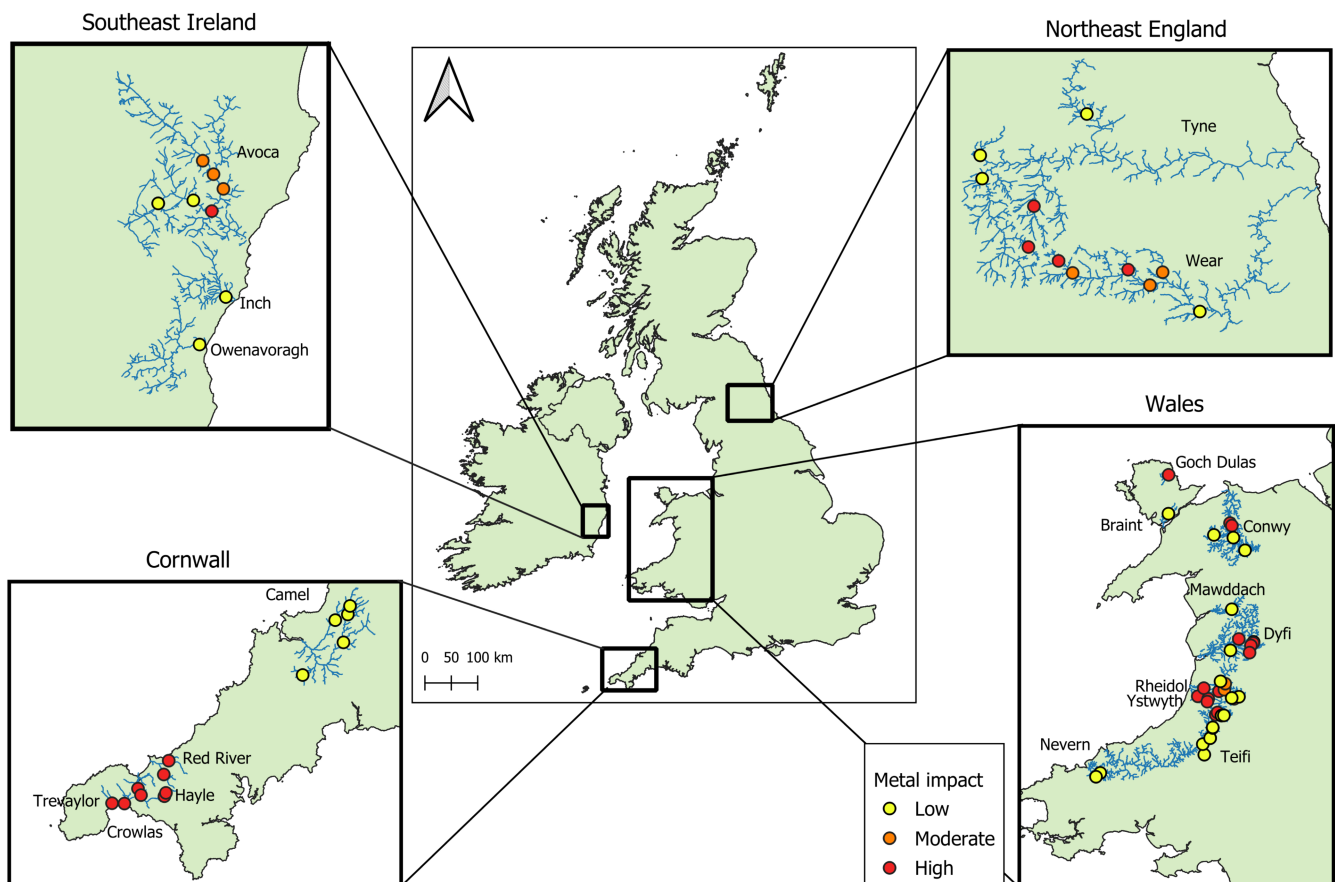 Southeast Ireland
Avoca
Inch
Owenavoragh
Northeast England
Tyne
Wear
Wales
Goch Dulas
Braint
Conwy
Mawddach
Dyfi
Rheidol
Ystwyth
Nevern
Teifi
Cornwall
Camel
Red River
Trevaylor
Hayle
Crowlas
0 50 100 km
Metal impact
Low
Moderate
High